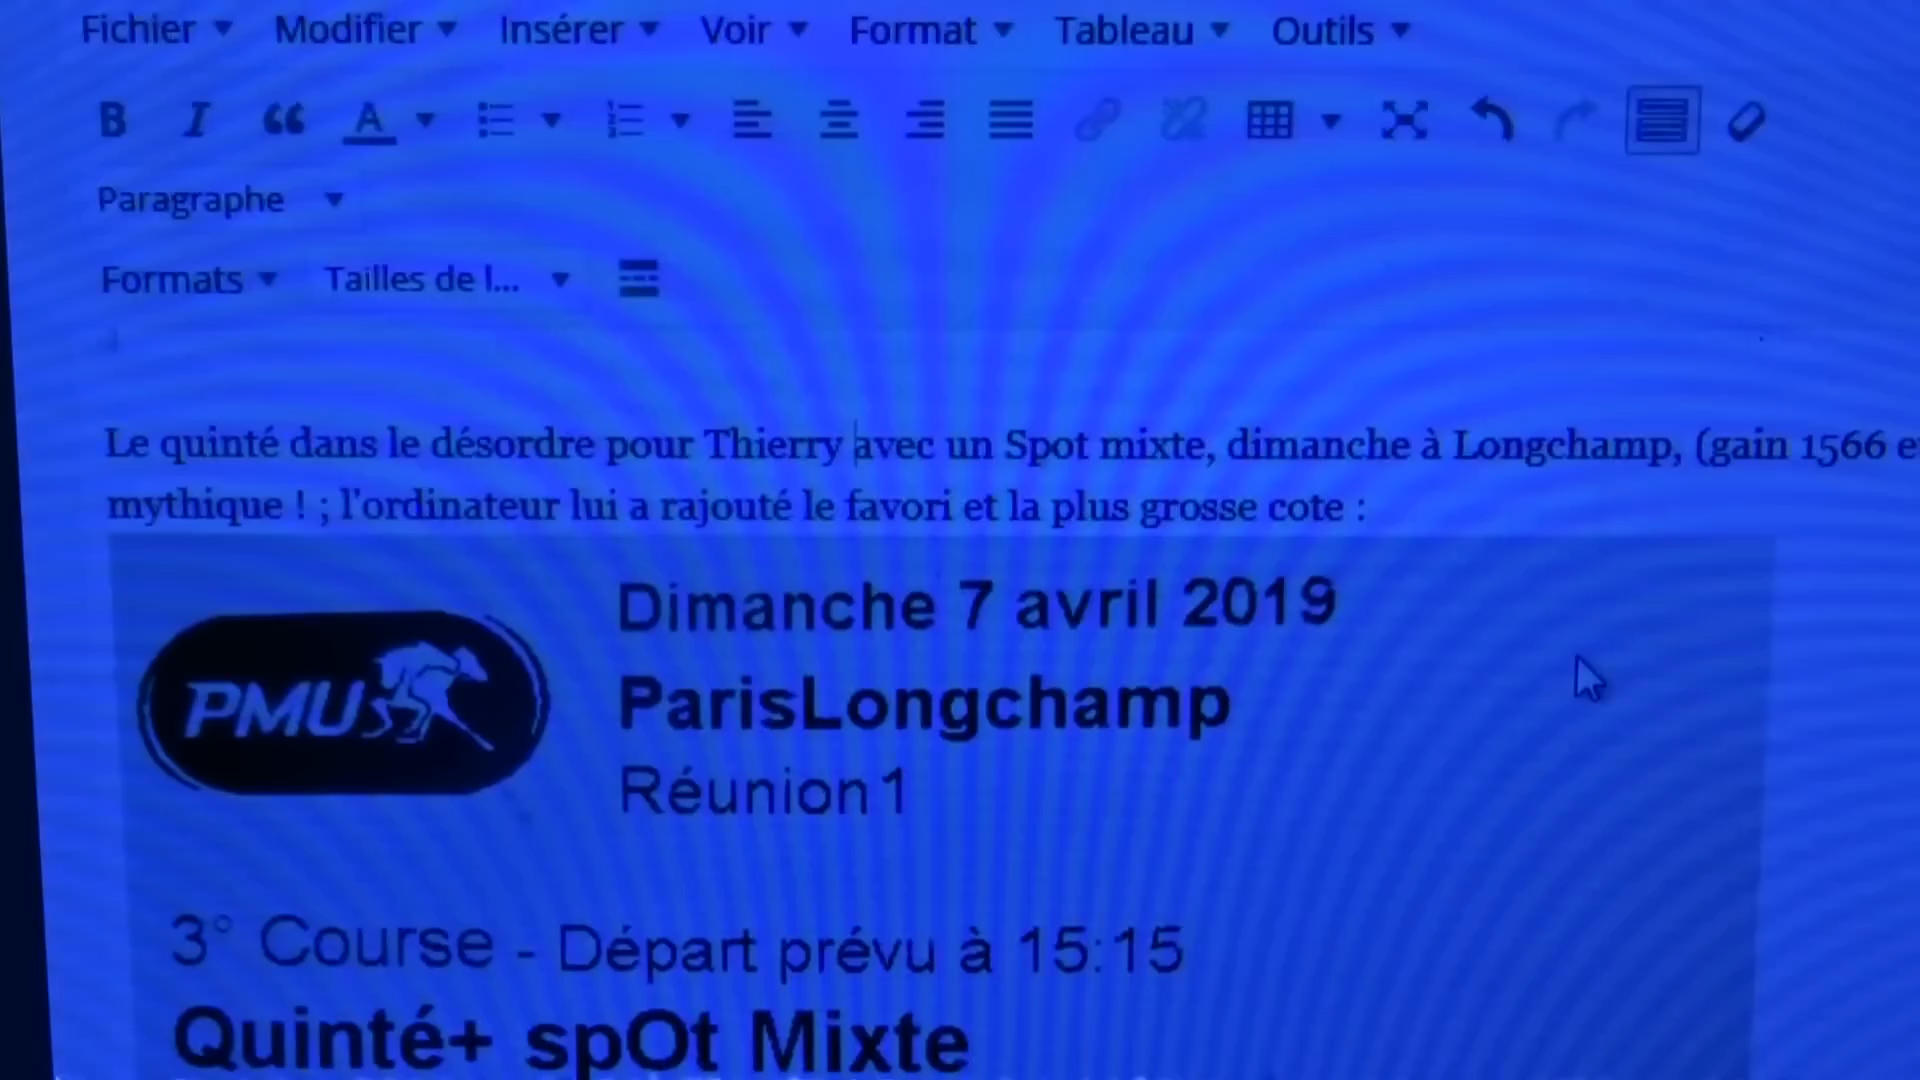 Fichier Modifier Insérer Voir Format Tableau Outils
B I A
Paragraphe
Formats Tailles de l...
Le quinté dans le désordre pour Thierry avec un Spot mixte, dimanche à Longchamp, (gain 1566 e
mythique ! ; l'ordinateur lui a rajouté le favori et la plus grosse cote :
PMU
Dimanche 7 avril 2019
ParisLongchamp
Réunion 1
3° Course - Départ prévu à 15:15
Quinté+ spOt Mixte